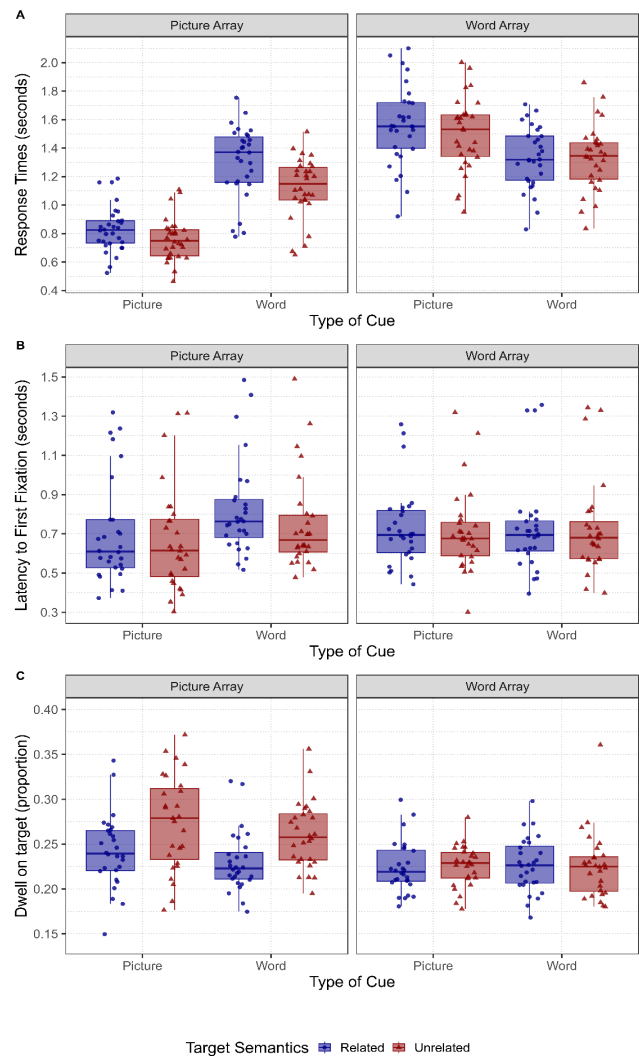 A
Picture Array
Word Array
Response Times (seconds)
2.0
1.8
1.6
1.4
1.2
1.0
0.8
0.6
0.4
Picture
Word
Picture
Word
Type of Cue
B
Picture Array
Word Array
Latency to First Fixation (seconds)
1.5
1.3
1.1
0.9
0.7
0.5
0.3
Picture
Word
Picture
Word
Type of Cue
C
Picture Array
Word Array
Dwell on target (proportion)
0.40
0.35
0.30
0.25
0.20
0.15
Picture
Word
Picture
Word
Type of Cue
Target Semantics Related Unrelated